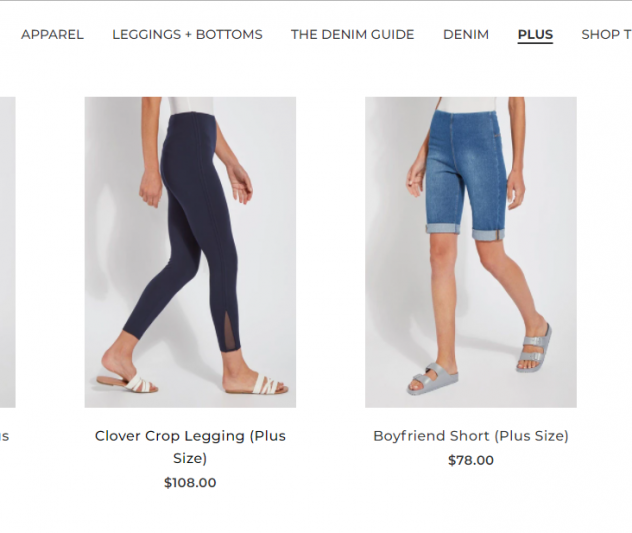 APPAREL LEGGINGS + BOTTOMS THE DENIM GUIDE DENIM PLUS SHOP T
s Clover Crop Legging (Plus Boyfriend Short (Plus Size)
Size) $78.00
$108.00